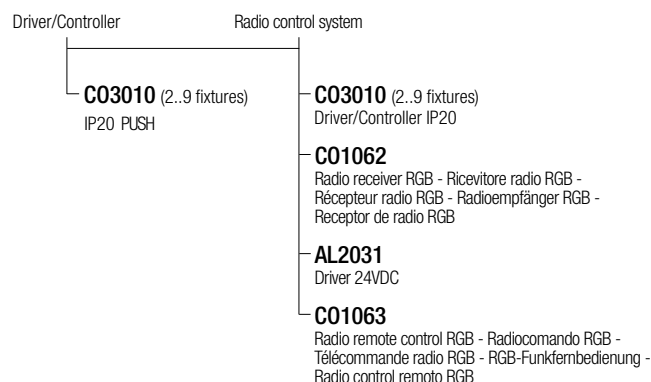 Driver/Controller
Radio control system
CO3010 (2..9 fixtures)
IP20 PUSH
CO3010 (2..9 fixtures)
Driver/Controller IP20
CO1062
Radio receiver RGB - Ricevitore radio RGB -
Récepteur radio RGB - Radioempfänger RGB -
Receptor de radio RGB
AL2031
Driver 24VDC
CO1063
Radio remote control RGB - Radiocomando RGB -
Télécommande radio RGB - RGB-Funkfernbedienung -
Radio control remoto RGB